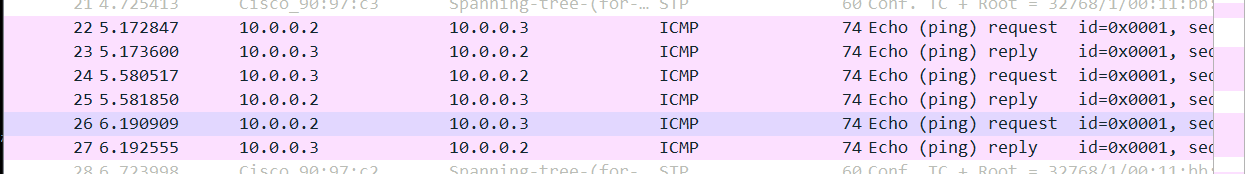 21 4.725413 Cisco_90:97:c3 Spanning-tree-(for-… STP 60 Conf. TC + Root = 32768/1/00:11:bb:
22 5.172847 10.0.0.2 10.0.0.3 ICMP 74 Echo (ping) request id=0x0001, seq
23 5.173600 10.0.0.3 10.0.0.2 ICMP 74 Echo (ping) reply id=0x0001, seq
24 5.580517 10.0.0.3 10.0.0.2 ICMP 74 Echo (ping) request id=0x0001, seq
25 5.581850 10.0.0.2 10.0.0.3 ICMP 74 Echo (ping) reply id=0x0001, seq
26 6.190909 10.0.0.2 10.0.0.3 ICMP 74 Echo (ping) request id=0x0001, seq
27 6.192555 10.0.0.3 10.0.0.2 ICMP 74 Echo (ping) reply id=0x0001, seq
28 6.723998 Cisco_90:97:c2 Spanning-tree-(for-… STP 60 Conf. TC + Root = 32768/1/00:11:bb: